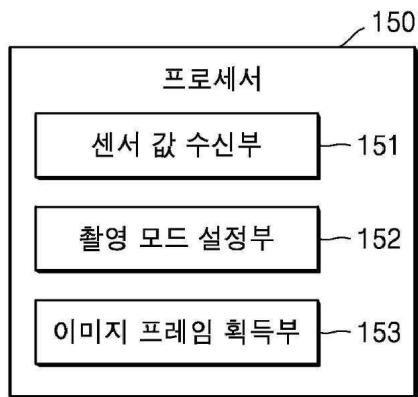 150
프로세서
센서 값 수신부 151
촬영 모드 설정부 152
이미지 프레임 획득부 153